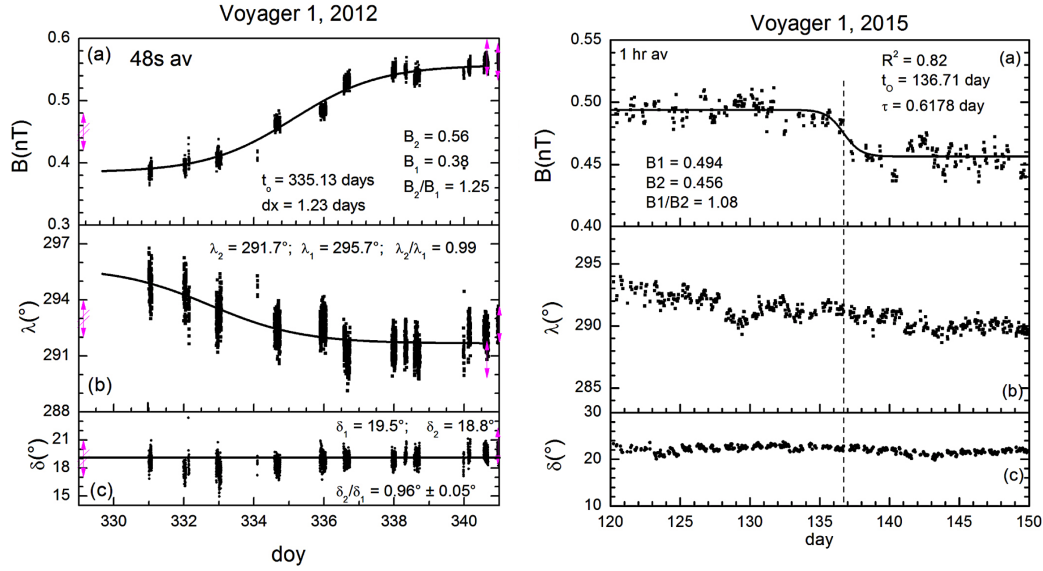 Voyager 1, 2012
0.6
0.5
0.4
0.3
B(nT)
(a)
48s av
B₂ = 0.56
B₁ = 0.38
B₂/B₁ = 1.25
t₀ = 335.13 days
dx = 1.23 days
297
294
291
288
λ(°)
λ₂ = 291.7°; λ₁ = 295.7°; λ₂/λ₁ = 0.99
(b)
21
18
15
δ(°)
δ₁ = 19.5°; δ₂ = 18.8°
(c)
δ₂/δ₁ = 0.96° ± 0.05°
330 332 334 336 338 340
doy
Voyager 1, 2015
0.55
0.50
0.45
0.40
B(nT)
1 hr av
(a)
R² = 0.82
t₀ = 136.71 day
τ = 0.6178 day
B1 = 0.494
B2 = 0.456
B1/B2 = 1.08
295
290
285
λ(°)
(b)
30
20
10
δ(°)
(c)
120 125 130 135 140 145 150
day